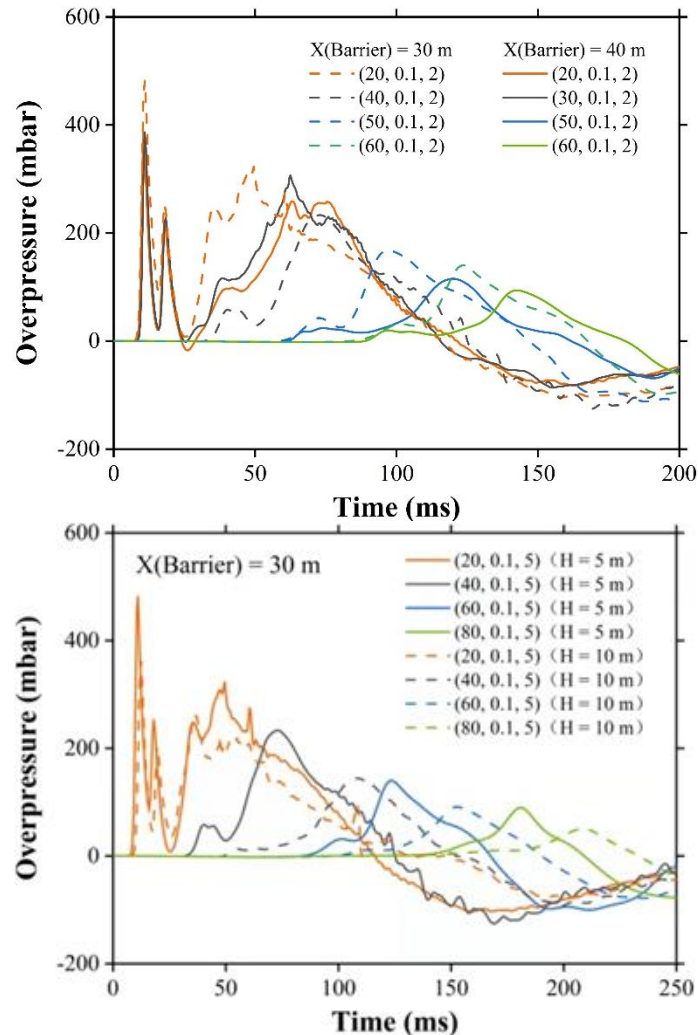 600
400
200
0
-200
Overpressure (mbar)
X(Barrier) = 30 m
(20, 0.1, 2)
(40, 0.1, 2)
(50, 0.1, 2)
(60, 0.1, 2)
X(Barrier) = 40 m
(20, 0.1, 2)
(30, 0.1, 2)
(50, 0.1, 2)
(60, 0.1, 2)
0 50 100 150 200
Time (ms)
600
400
200
0
-200
Overpressure (mbar)
X(Barrier) = 30 m
(20, 0.1, 5) (H = 5 m)
(40, 0.1, 5) (H = 5 m)
(60, 0.1, 5) (H = 5 m)
(80, 0.1, 5) (H = 5 m)
(20, 0.1, 5) (H = 10 m)
(40, 0.1, 5) (H = 10 m)
(60, 0.1, 5) (H = 10 m)
(80, 0.1, 5) (H = 10 m)
0 50 100 150 200 250
Time (ms)